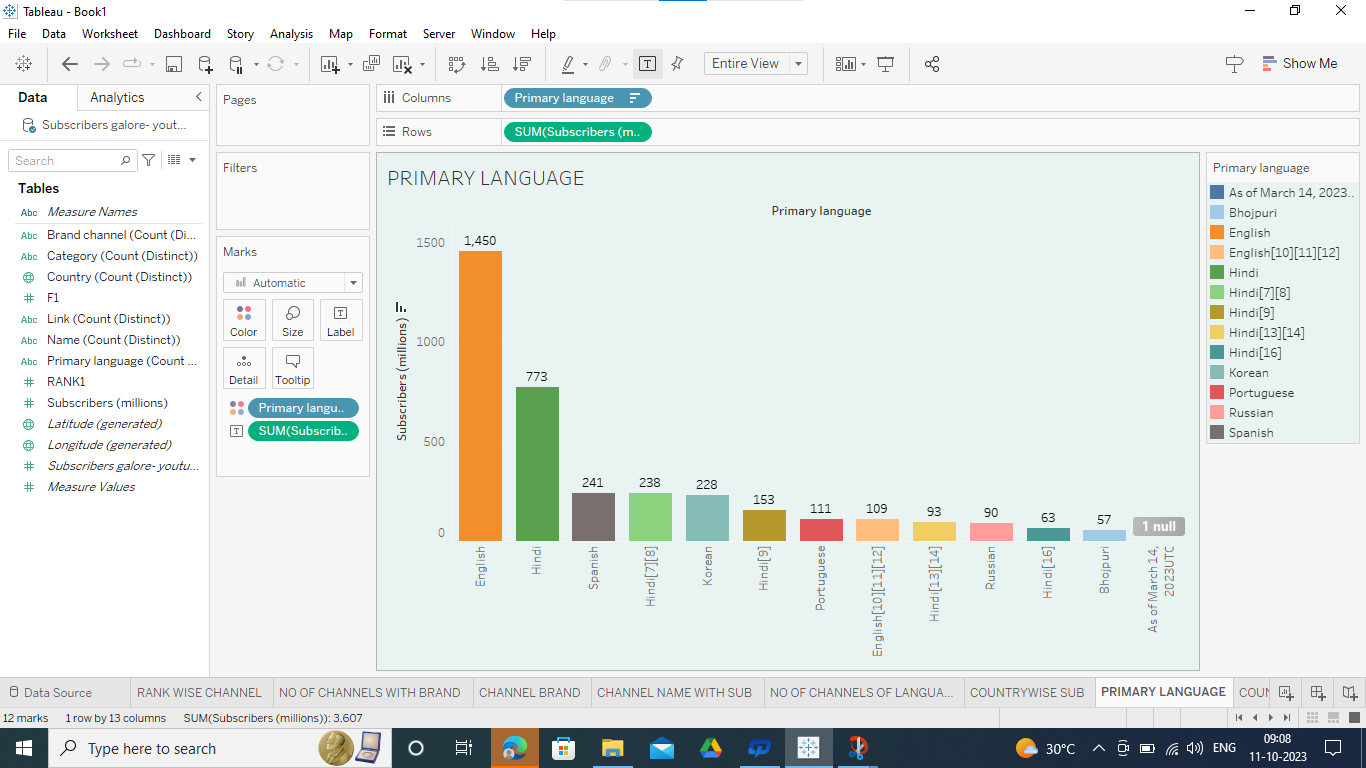 Tableau - Book1
File Data Worksheet Dashboard Story Analysis Map Format Server Window Help
Entire View
Show Me
Data Analytics
Subscribers galore- yout...
Search
Tables
Abc Measure Names
Abc Brand channel (Count (Di...
Abc Category (Count (Distinct))
Country (Count (Distinct))
F1
Abc Link (Count (Distinct))
Abc Name (Count (Distinct))
Abc Primary language (Count ...
RANK1
Subscribers (millions)
Latitude (generated)
Longitude (generated)
Subscribers galore- youtu...
Measure Values
Pages
Filters
Marks
Automatic
Color Size Label
Detail Tooltip
Primary langu..
SUM(Subscrib..
Columns Primary language
Rows SUM(Subscribers (m..
PRIMARY LANGUAGE
Primary language
Subscribers (millions)
1500
1000
500
0
1,450
773
241
238
228
153
111
109
93
90
63
57
1 null
English
Hindi
Spanish
Hindi[7][8]
Korean
Hindi[9]
Portuguese
English[10][11][12]
Hindi[13][14]
Russian
Hindi[16]
Bhojpuri
As of March 14,
2023UTC
Primary language
As of March 14, 2023..
Bhojpuri
English
English[10][11][12]
Hindi
Hindi[7][8]
Hindi[9]
Hindi[13][14]
Hindi[16]
Korean
Portuguese
Russian
Spanish
Data Source RANK WISE CHANNEL NO OF CHANNELS WITH BRAND CHANNEL BRAND CHANNEL NAME WITH SUB NO OF CHANNELS OF LANGUA... COUNTRYWISE SUB PRIMARY LANGUAGE COUN
12 marks 1 row by 13 columns SUM(Subscribers (millions)): 3,607
Type here to search
30°C
ENG
09:08
11-10-2023